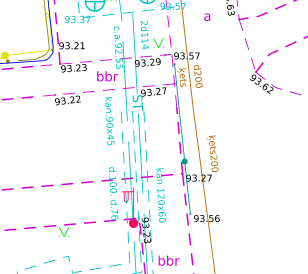 93.37
93.57
a
63
93.21
c.a.92.55
2d114
93.57
93.29
93.23
bbr
kets
d200
93.62
93.27
93.22
kan.90x45
ST
kets200
d.100, d.76
kan.120x60
93.27
93.56
93.23
bbr